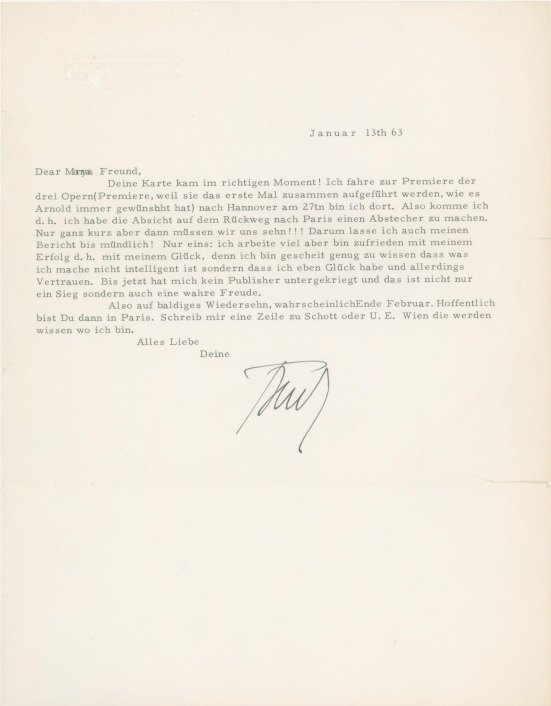 Januar 13th 63
Dear Marya Freund,
Deine Karte kam im richtigen Moment! Ich fahre zur Premiere der
drei Opern(Premiere, weil sie das erste Mal zusammen aufgeführt werden, wie es
Arnold immer gewünshht hat) nach Hannover am 27tn bin ich dort. Also komme ich
d. h. ich habe die Absicht auf dem Rückweg nach Paris einen Abstecher zu machen.
Nur ganz kurz aber dann müssen wir uns sehn!!! Darum lasse ich auch meinen
Bericht bis mündlich! Nur eins: ich arbeite viel aber bin zufrieden mit meinem
Erfolg d. h. mit meinem Glück, denn ich bin gescheit genug zu wissen dass was
ich mache nicht intelligent ist sondern dass ich eben Glück habe und allerdings
Vertrauen. Bis jetzt hat mich kein Publisher untergekriegt und das ist nicht nur
ein Sieg sondern auch eine wahre Freude.
Also auf baldiges Wiedersehn, wahrscheinlichEnde Februar. Hoffentlich
bist Du dann in Paris. Schreib mir eine Zeile zu Schott oder U. E. Wien die werden
wissen wo ich bin.
Alles Liebe
Deine